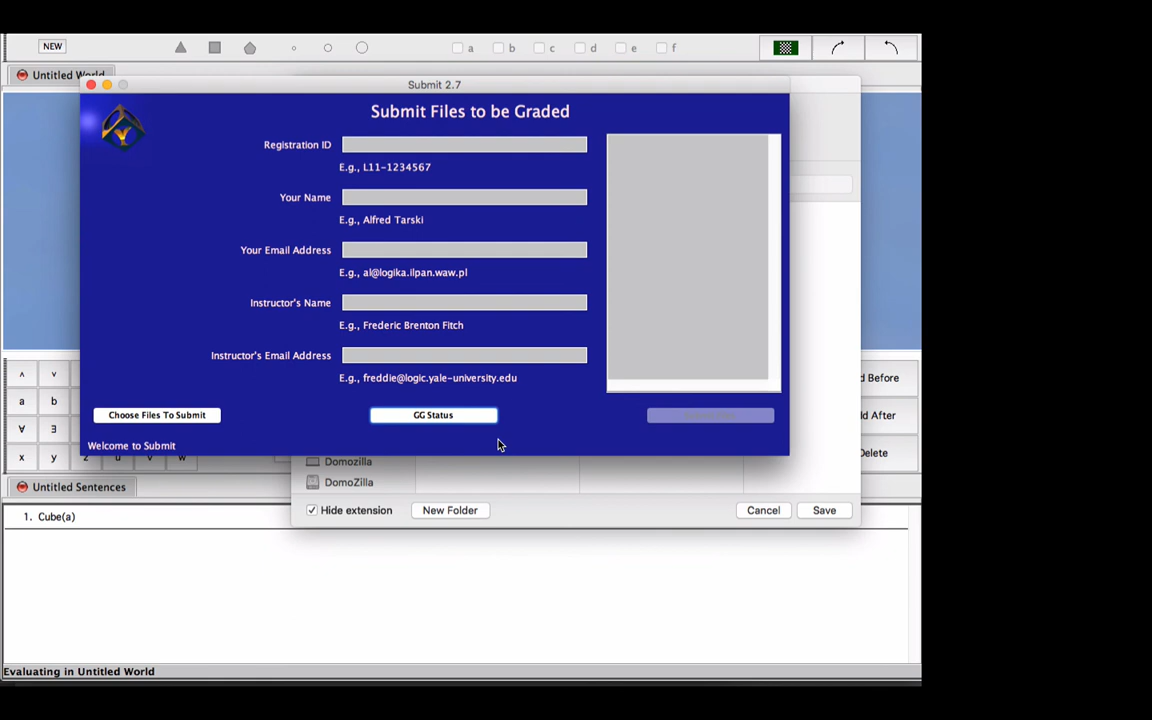 NEW
a b c d e f
Untitled World
Submit 2.7
Submit Files to be Graded
Registration ID
E.g., L11-1234567
Your Name
E.g., Alfred Tarski
Your Email Address
E.g., al@logika.ilpan.waw.pl
Instructor's Name
E.g., Frederic Brenton Fitch
Instructor's Email Address
E.g., freddie@logic.yale-university.edu
Choose Files To Submit
GG Status
Welcome to Submit
^ v
a b
∀ ∃
x y z u v w
d Before
d After
Delete
Domozilla
DomoZilla
Hide extension
New Folder
Cancel
Save
Untitled Sentences
1. Cube(a)
Evaluating in Untitled World